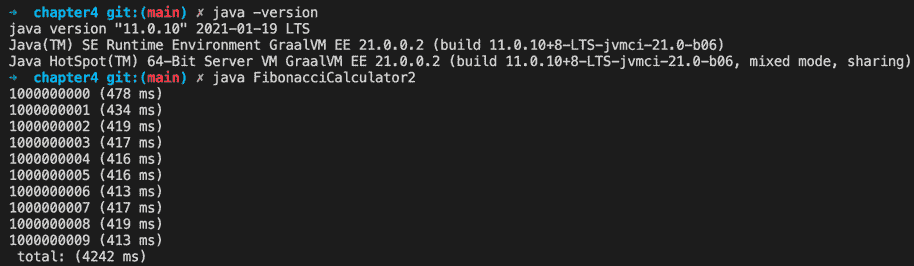 ➜  chapter4 git:(main) ✗ java -version
java version "11.0.10" 2021-01-19 LTS
Java(TM) SE Runtime Environment GraalVM EE 21.0.0.2 (build 11.0.10+8-LTS-jvmci-21.0-b06)
Java HotSpot(TM) 64-Bit Server VM GraalVM EE 21.0.0.2 (build 11.0.10+8-LTS-jvmci-21.0-b06, mixed mode, sharing)
➜  chapter4 git:(main) ✗ java FibonacciCalculator2
1000000000 (478 ms)
1000000001 (434 ms)
1000000002 (419 ms)
1000000003 (417 ms)
1000000004 (416 ms)
1000000005 (416 ms)
1000000006 (413 ms)
1000000007 (417 ms)
1000000008 (419 ms)
1000000009 (413 ms)
 total: (4242 ms)